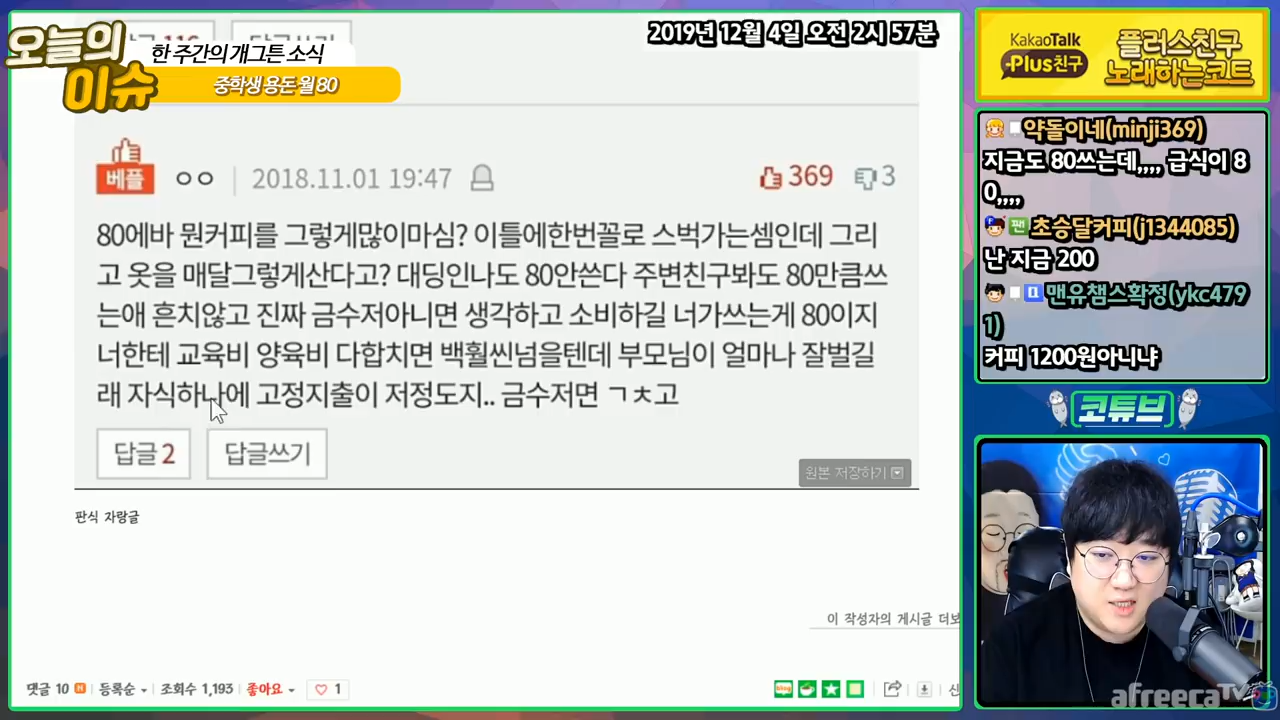 오늘의
이슈
한 주간의 개그튼 소식
중학생 용돈 월 80
2019년 12월 4일 오전 2시 57분
베플 ㅇㅇ 2018.11.01 19:47 369 3
80에바 뭔커피를 그렇게많이마심? 이틀에한번꼴로 스벅가는셈인데 그리
고 옷을 매달그렇게산다고? 대딩인나도 80안쓴다 주변친구봐도 80만큼쓰
는애 흔치않고 진짜 금수저아니면 생각하고 소비하길 너가쓰는게 80이지
너한테 교육비 양육비 다합치면 백훨씬넘을텐데 부모님이 얼마나 잘벌길
래 자식하나에 고정지출이 저정도지.. 금수저면 ㄱㅊ고
답글 2 답글쓰기
원본 저장하기
판식 자랑글
이 작성자의 게시글 더보
댓글 10 N 등록순 조회수 1,193 좋아요 1
blog
신
KakaoTalk
Plus친구
플러스친구
노래하는코트
약돌이네(minji369)
지금도 80쓰는데,,,, 급식이 8
0,,,,
팬 초승달커피(j1344085)
난 지금 200
맨유챔스확정(ykc479
1)
커피 1200원아니냐
코튜브
afreecaTV